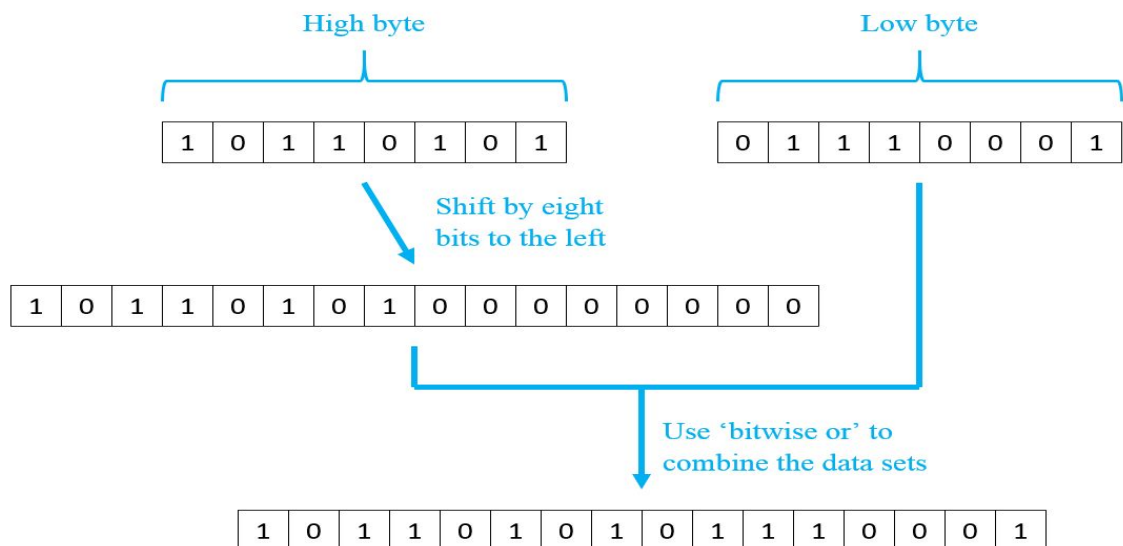 High byte Low byte
1 0 1 1 0 1 0 1 0 1 1 1 0 0 0 1
Shift by eight
bits to the left
1 0 1 1 0 1 0 1 0 0 0 0 0 0 0 0
Use ‘bitwise or’ to
combine the data sets
1 0 1 1 0 1 0 1 0 1 1 1 0 0 0 1